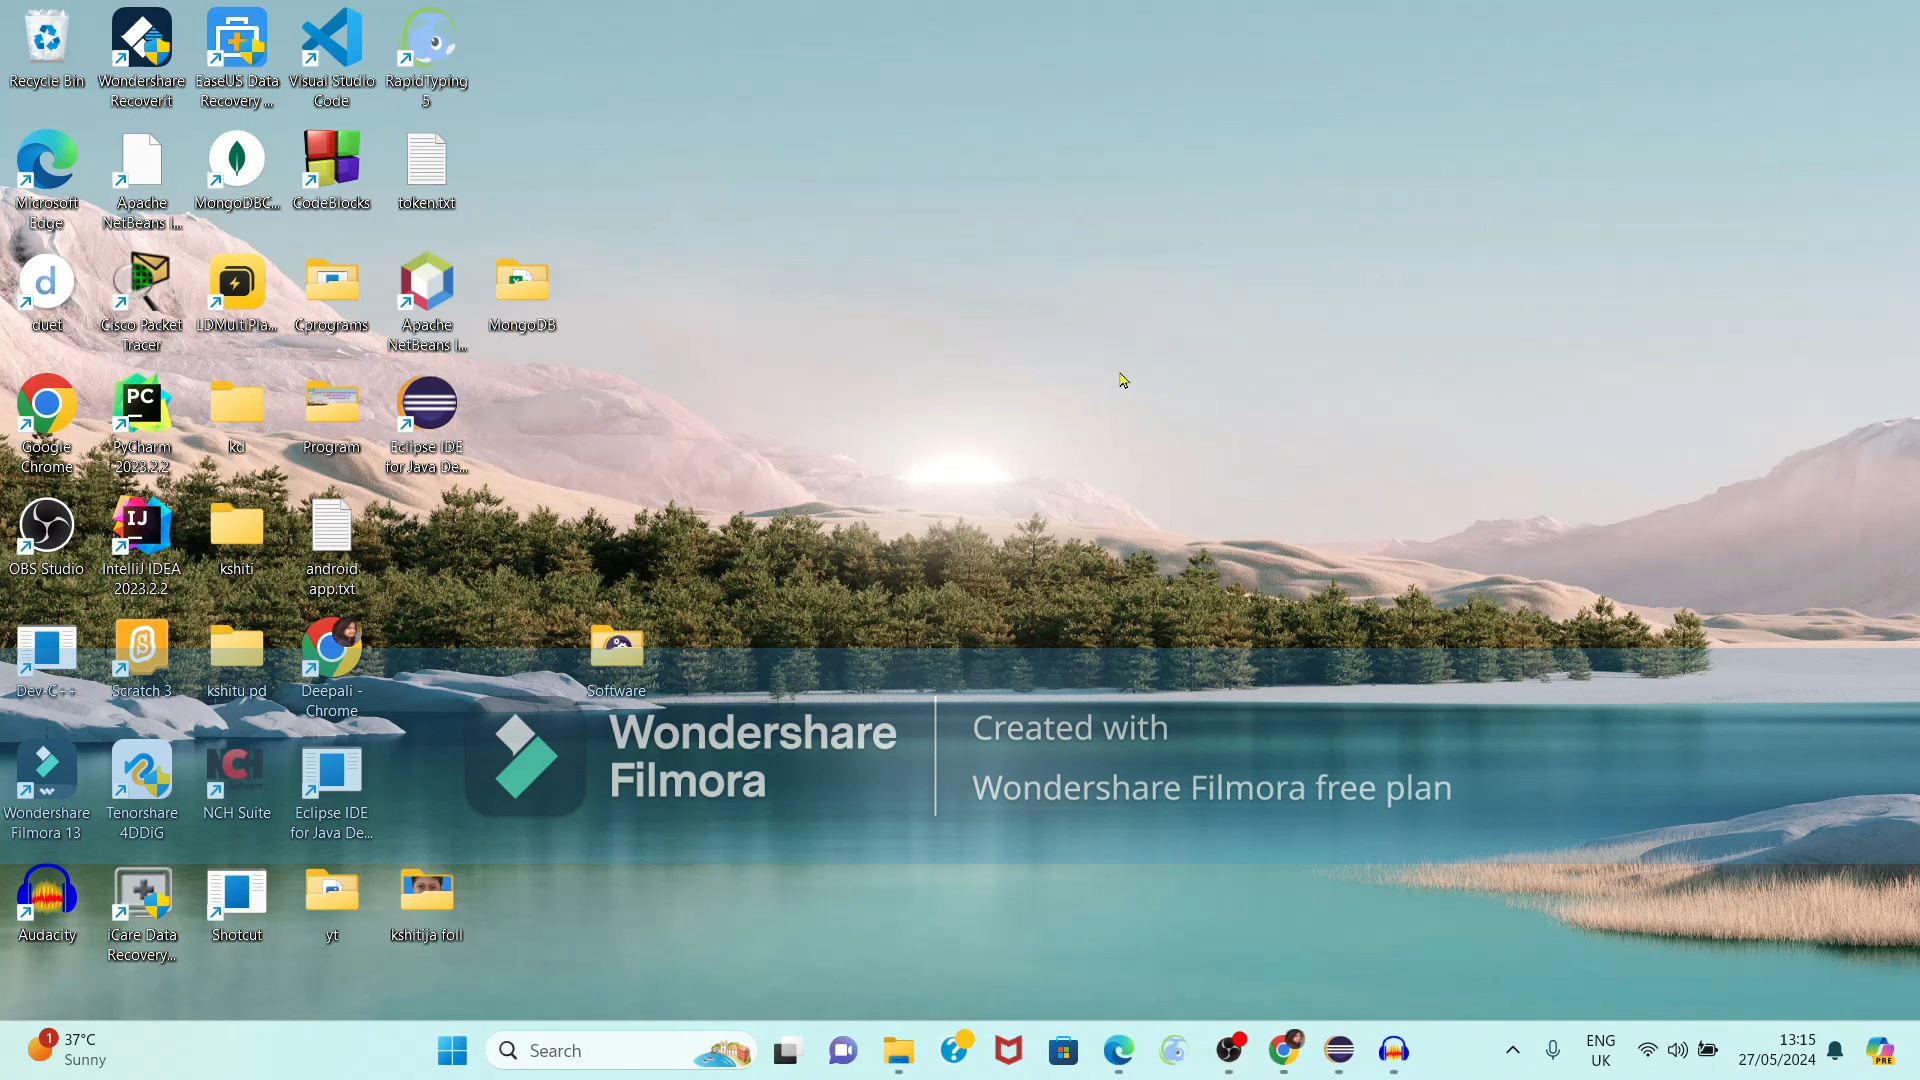 Recycle Bin
Wondershare
Recoverit
EaseUS Data
Recovery ...
Visual Studio
Code
RapidTyping
5
Microsoft
Edge
Apache
NetBeans I...
MongoDBC...
CodeBlocks
token.txt
d
duet
Cisco Packet
Tracer
LDMultiPla...
Cprograms
Apache
NetBeans I...
MongoDB
Google
Chrome
PC
PyCharm
2023.2.2
kd
Program
Eclipse IDE
for Java De...
OBS Studio
IJ
IntelliJ IDEA
2023.2.2
kshiti
android
app.txt
Dev-C++
Scratch 3
kshitu pd
Deepali -
Chrome
Software
Wondershare
Filmora
Created with
Wondershare Filmora free plan
Wondershare
Filmora 13
Tenorshare
4DDiG
NCH
NCH Suite
Eclipse IDE
for Java De...
Audacity
iCare Data
Recovery...
Shotcut
yt
kshitija foll
1
37°C
Sunny
Search
ENG
UK
13:15
27/05/2024
PRE